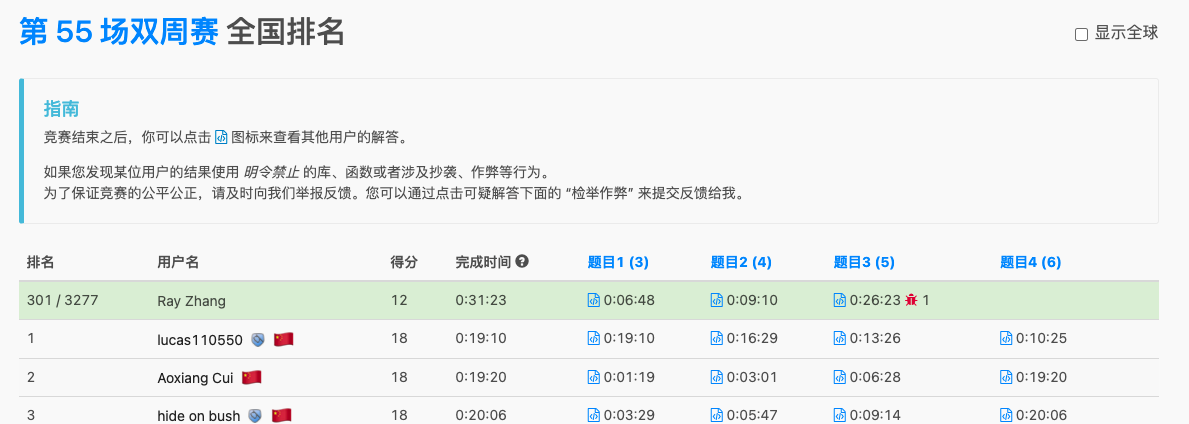 第 55 场双周赛 全国排名
显示全球
指南
竞赛结束之后，你可以点击 图标来查看其他用户的解答。
如果您发现某位用户的结果使用 明令禁止 的库、函数或者涉及抄袭、作弊等行为。
为了保证竞赛的公平公正，请及时向我们举报反馈。您可以通过点击可疑解答下面的 “检举作弊” 来提交反馈给我。
排名 用户名 得分 完成时间 题目1 (3) 题目2 (4) 题目3 (5) 题目4 (6)
301 / 3277 Ray Zhang 12 0:31:23 0:06:48 0:09:10 0:26:23 1
1 lucas110550 18 0:19:10 0:19:10 0:16:29 0:13:26 0:10:25
2 Aoxiang Cui 18 0:19:20 0:01:19 0:03:01 0:06:28 0:19:20
3 hide on bush 18 0:20:06 0:03:29 0:05:47 0:09:14 0:20:06